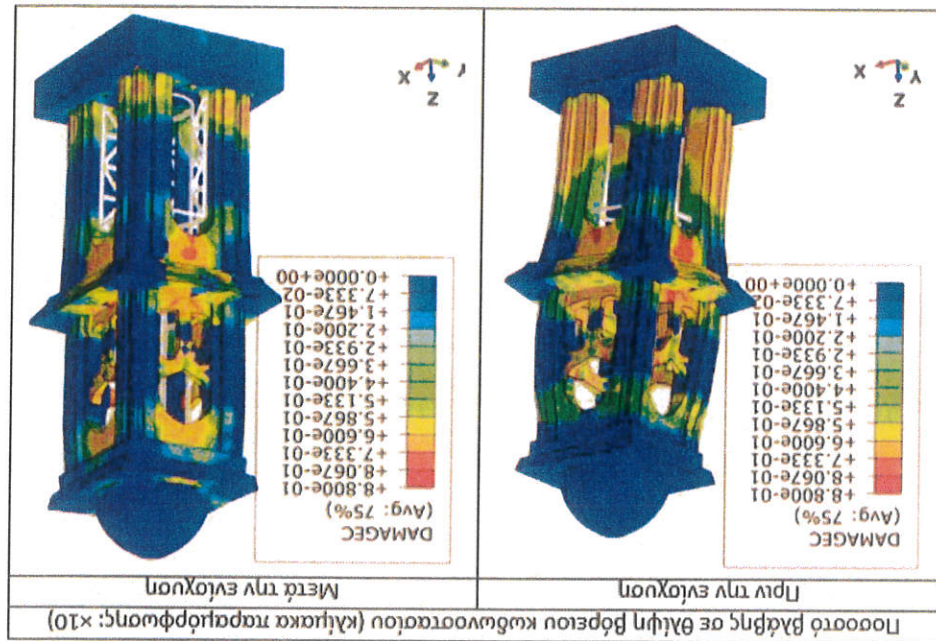 Ποσοστό βλάβης σε θλίψη βόρειου κωδωνοστασίου (κλίμακα παραμόρφωσης: ×10)
Πριν την ενίσχυση
Μετά την ενίσχυση
DAMAGEC
(Avg: 75%)
+8.800e-01
+8.067e-01
+7.333e-01
+6.600e-01
+5.867e-01
+5.133e-01
+4.400e-01
+3.667e-01
+2.933e-01
+2.200e-01
+1.467e-01
+7.333e-02
+0.000e+00
Z
Y X
DAMAGEC
(Avg: 75%)
+8.800e-01
+8.067e-01
+7.333e-01
+6.600e-01
+5.867e-01
+5.133e-01
+4.400e-01
+3.667e-01
+2.933e-01
+2.200e-01
+1.467e-01
+7.333e-02
+0.000e+00
Z
Y X